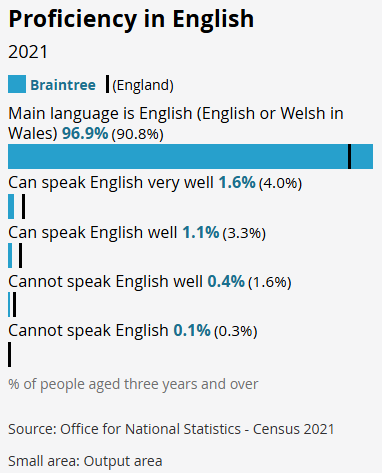 Proficiency in English
2021
Braintree (England)
Main language is English (English or Welsh in
Wales) 96.9% (90.8%)
Can speak English very well 1.6% (4.0%)
Can speak English well 1.1% (3.3%)
Cannot speak English well 0.4% (1.6%)
Cannot speak English 0.1% (0.3%)
% of people aged three years and over
Source: Office for National Statistics - Census 2021
Small area: Output area